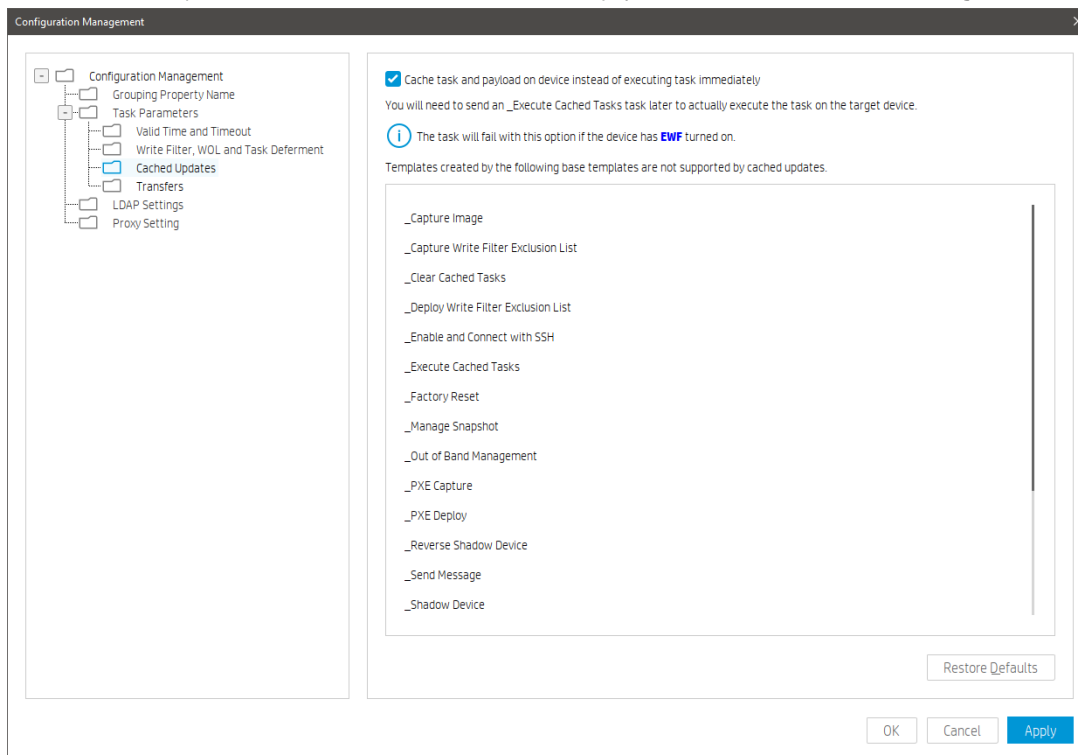 Configuration Management
Configuration Management
Grouping Property Name
Task Parameters
Valid Time and Timeout
Write Filter, WOL and Task Deferment
Cached Updates
Transfers
LDAP Settings
Proxy Setting
Cache task and payload on device instead of executing task immediately
You will need to send an _Execute Cached Tasks task later to actually execute the task on the target device.
The task will fail with this option if the device has EWF turned on.
Templates created by the following base templates are not supported by cached updates.
_Capture Image
_Capture Write Filter Exclusion List
_Clear Cached Tasks
_Deploy Write Filter Exclusion List
_Enable and Connect with SSH
_Execute Cached Tasks
_Factory Reset
_Manage Snapshot
_Out of Band Management
_PXE Capture
_PXE Deploy
_Reverse Shadow Device
_Send Message
_Shadow Device
Restore Defaults
OK Cancel Apply